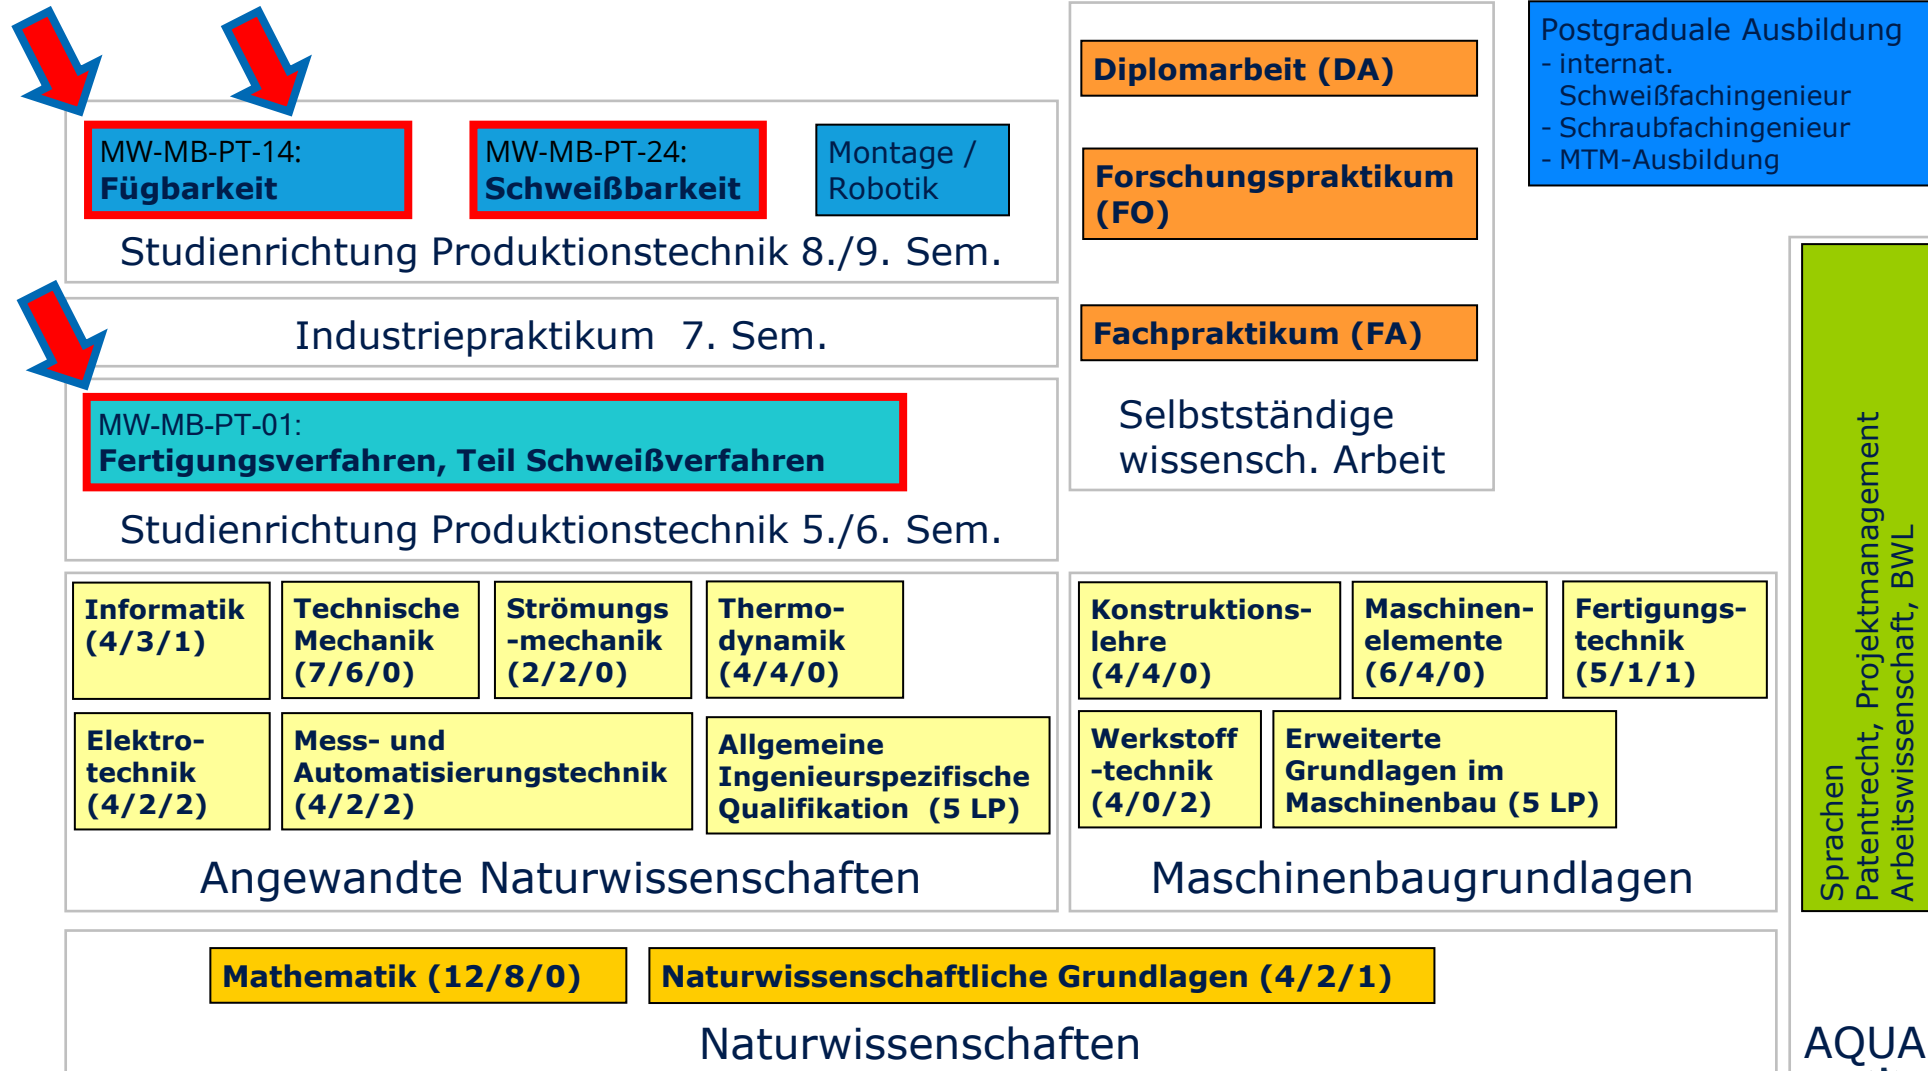 Diplomarbeit (DA)
Postgraduale Ausbildung
- internat.
Schweißfachingenieur
- Schraubfachingenieur
- MTM-Ausbildung
MW-MB-PT-14:
Fügbarkeit
MW-MB-PT-24:
Schweißbarkeit
Montage /
Robotik
Studienrichtung Produktionstechnik 8./9. Sem.
Forschungspraktikum
(FO)
Industriepraktikum 7. Sem.
Fachpraktikum (FA)
Selbstständige
wissensch. Arbeit
MW-MB-PT-01:
Fertigungsverfahren, Teil Schweißverfahren
Studienrichtung Produktionstechnik 5./6. Sem.
Informatik
(4/3/1)
Technische
Mechanik
(7/6/0)
Strömungs
-mechanik
(2/2/0)
Thermo-
dynamik
(4/4/0)
Elektro-
technik
(4/2/2)
Mess- und
Automatisierungstechnik
(4/2/2)
Allgemeine
Ingenieurspezifische
Qualifikation (5 LP)
Angewandte Naturwissenschaften
Konstruktions-
lehre
(4/4/0)
Maschinen-
elemente
(6/4/0)
Fertigungs-
technik
(5/1/1)
Werkstoff
-technik
(4/0/2)
Erweiterte
Grundlagen im
Maschinenbau (5 LP)
Maschinenbaugrundlagen
Sprachen
Patentrecht, Projektmanagement
Arbeitswissenschaft, BWL
Mathematik (12/8/0)
Naturwissenschaftliche Grundlagen (4/2/1)
Naturwissenschaften
AQUA